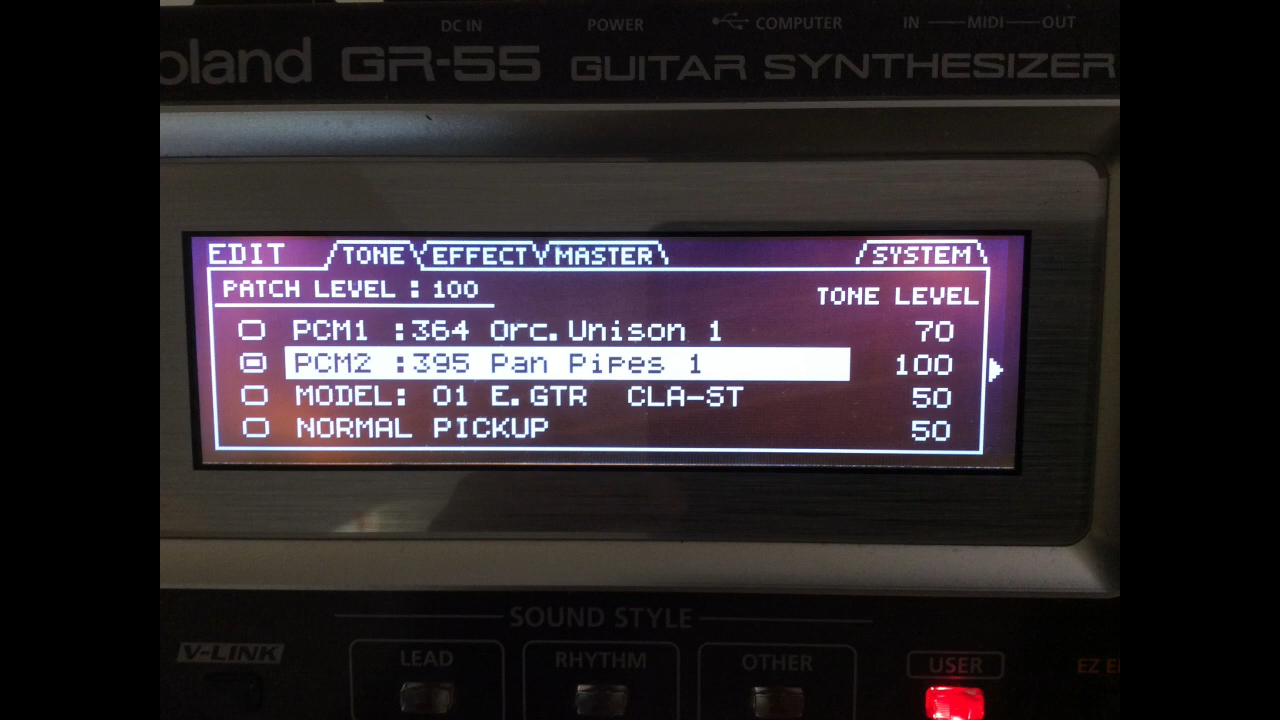 DC IN POWER COMPUTER IN MIDI OUT
oland GR-55 GUITAR SYNTHESIZER
EDIT TONE EFFECT MASTER SYSTEM
PATCH LEVEL : 100
TONE LEVEL
PCM1 :364 Orc.Unison 1 70
PCM2 :395 Pan Pipes 1 100
MODEL: 01 E.GTR CLA-ST 50
NORMAL PICKUP 50
SOUND STYLE
V-LINK LEAD RHYTHM OTHER USER EZ